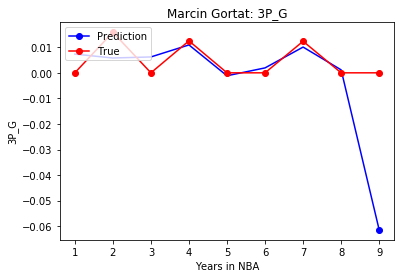 Marcin Gortat: 3P_G
Prediction
True
0.01
0.00
−0.01
−0.02
−0.03
−0.04
−0.05
−0.06
3P_G
1 2 3 4 5 6 7 8 9
Years in NBA